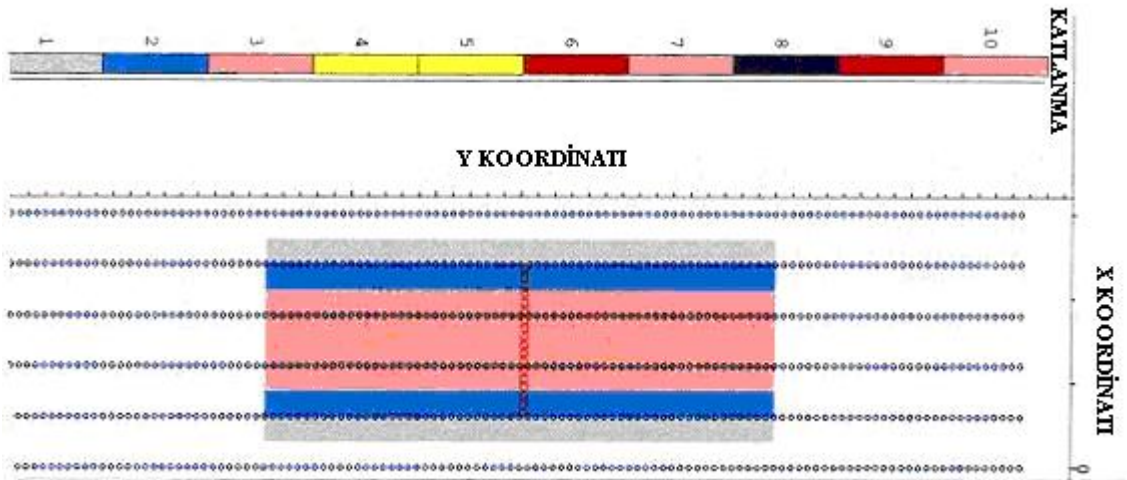 1 2 3 4 5 6 7 8 9 10
KATLANMA
Y KOORDİNATI
X KOORDİNATI
0